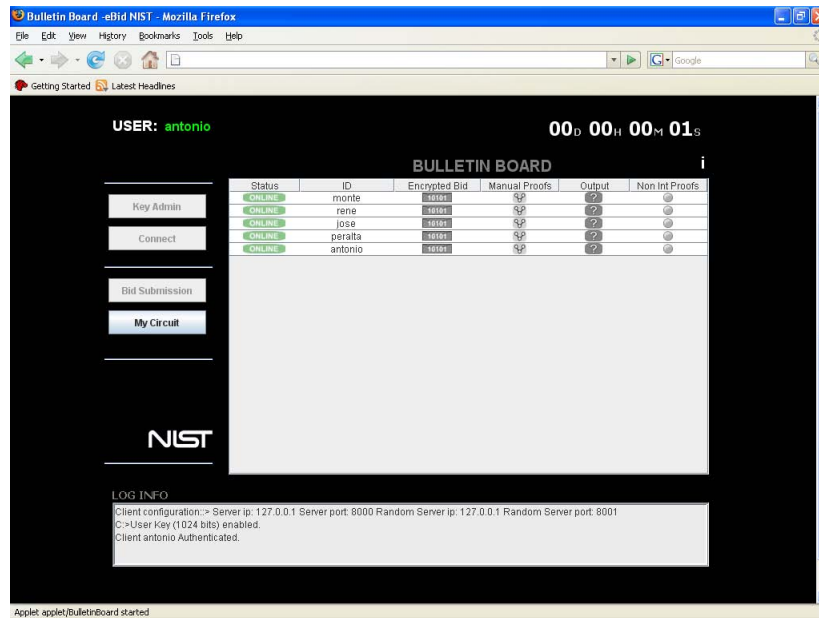 Bulletin Board -eBid NIST - Mozilla Firefox
File Edit View History Bookmarks Tools Help
G Google
Getting Started Latest Headlines
USER: antonio
00D 00H 00M 01S
BULLETIN BOARD i
Status ID Encrypted Bid Manual Proofs Output Non Int Proofs
ONLINE monte 10101 ?
ONLINE rene 10101 ?
ONLINE jose 10101 ?
ONLINE peralta 10101 ?
ONLINE antonio 10101 ?
Key Admin
Connect
Bid Submission
My Circuit
NIST
LOG INFO
Client configuration::> Server ip: 127.0.0.1 Server port: 8000 Random Server ip: 127.0.0.1 Random Server port: 8001
C:>User Key (1024 bits) enabled.
Client antonio Authenticated.
Applet applet/BulletinBoard started